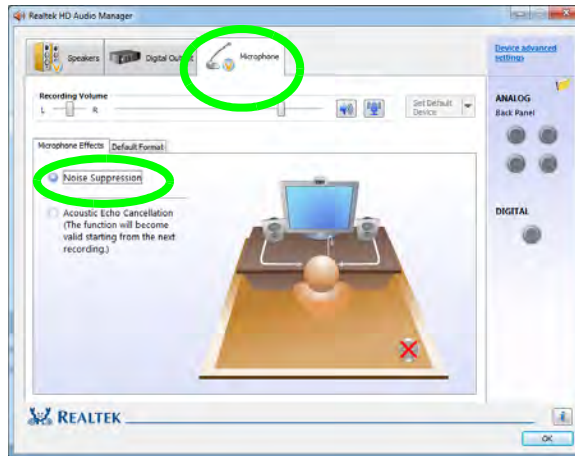 Realtek HD Audio Manager
Speakers
Digital Output
Microphone
Device advanced
settings
Recording Volume
L
R
Set Default
Device
ANALOG
Back Panel
Microphone Effects
Default Format
Noise Suppression
Acoustic Echo Cancellation
(The function will become
valid starting from the next
recording.)
DIGITAL
REALTEK
i
OK